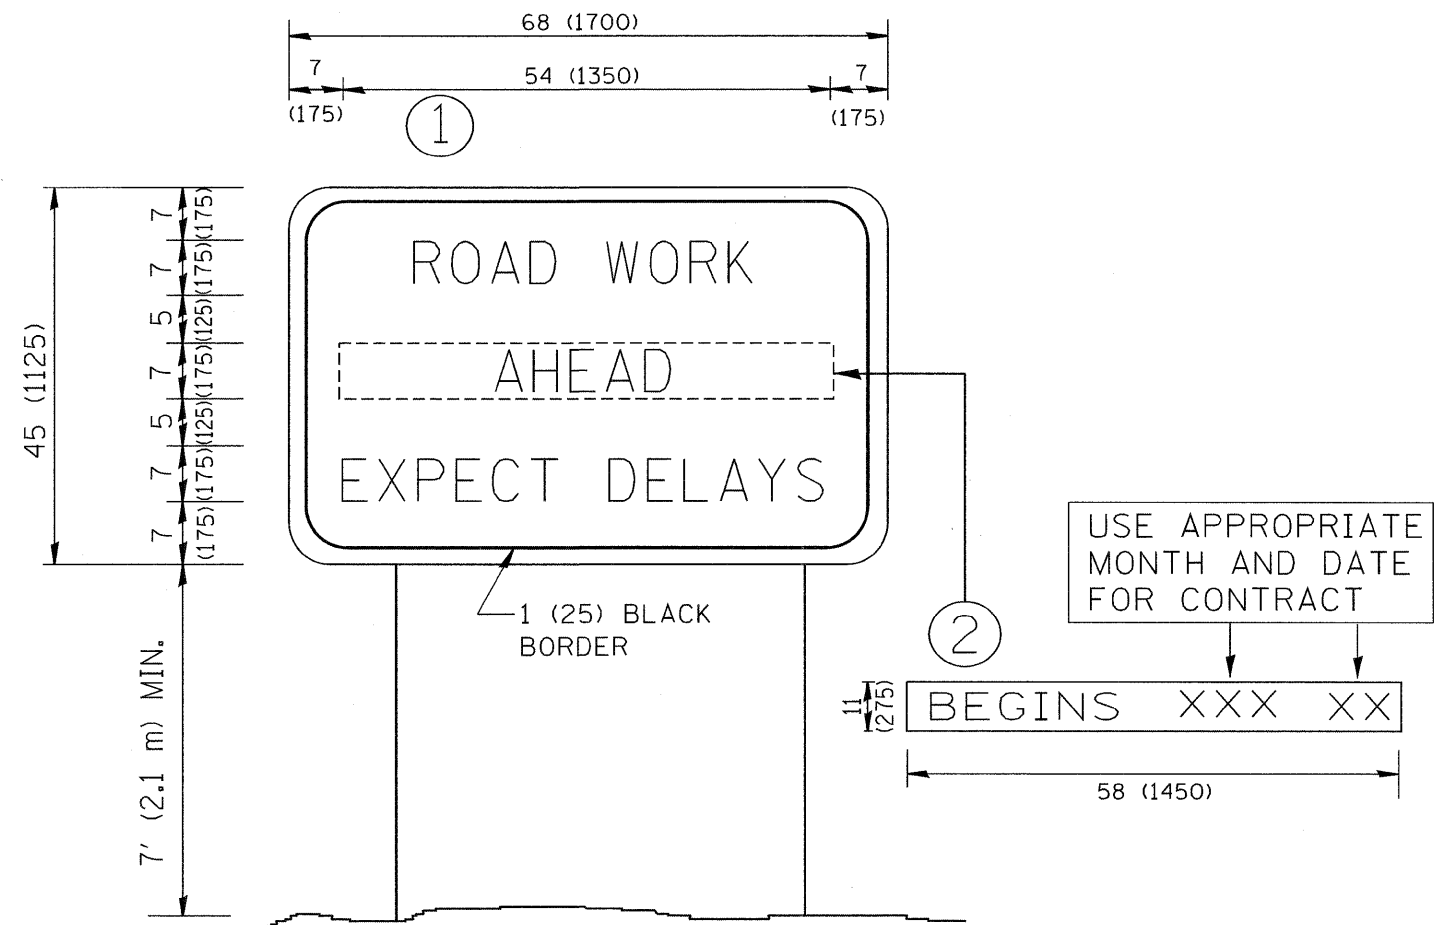 68 (1700)
7
54 (1350)
7
(175)
(175)
1
45 (1125)
7
(175)
7
(175)
5
(125)
7
(175)
5
(125)
7
(175)
7
(175)
ROAD WORK
AHEAD
EXPECT DELAYS
1 (25) BLACK
BORDER
7' (2.1 m) MIN.
USE APPROPRIATE
MONTH AND DATE
FOR CONTRACT
2
11
(275)
BEGINS XXX XX
58 (1450)